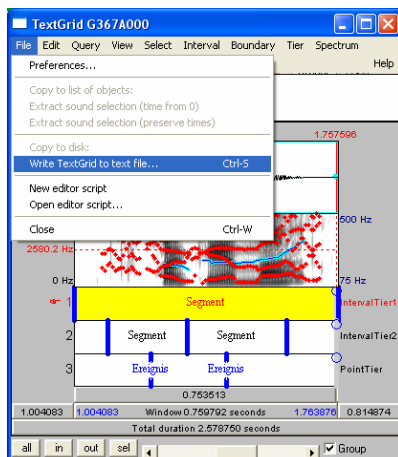 TextGrid G367A000
File Edit Query View Select Interval Boundary Tier Spectrum
Help
Preferences...
Copy to list of objects:
Extract sound selection (time from 0)
Extract sound selection (preserve times)
Copy to disk:
Write TextGrid to text file... Ctrl-S
New editor script
Open editor script...
Close Ctrl-W
1.757596
500 Hz
2580.2 Hz
0 Hz 75 Hz
1 Segment IntervalTier1
2 Segment Segment IntervalTier2
3 Ereignis Ereignis PointTier
0.753513
1.004083 1.004083 Window 0.759792 seconds 1.763876 0.814874
Total duration 2.578750 seconds
all in out sel Group